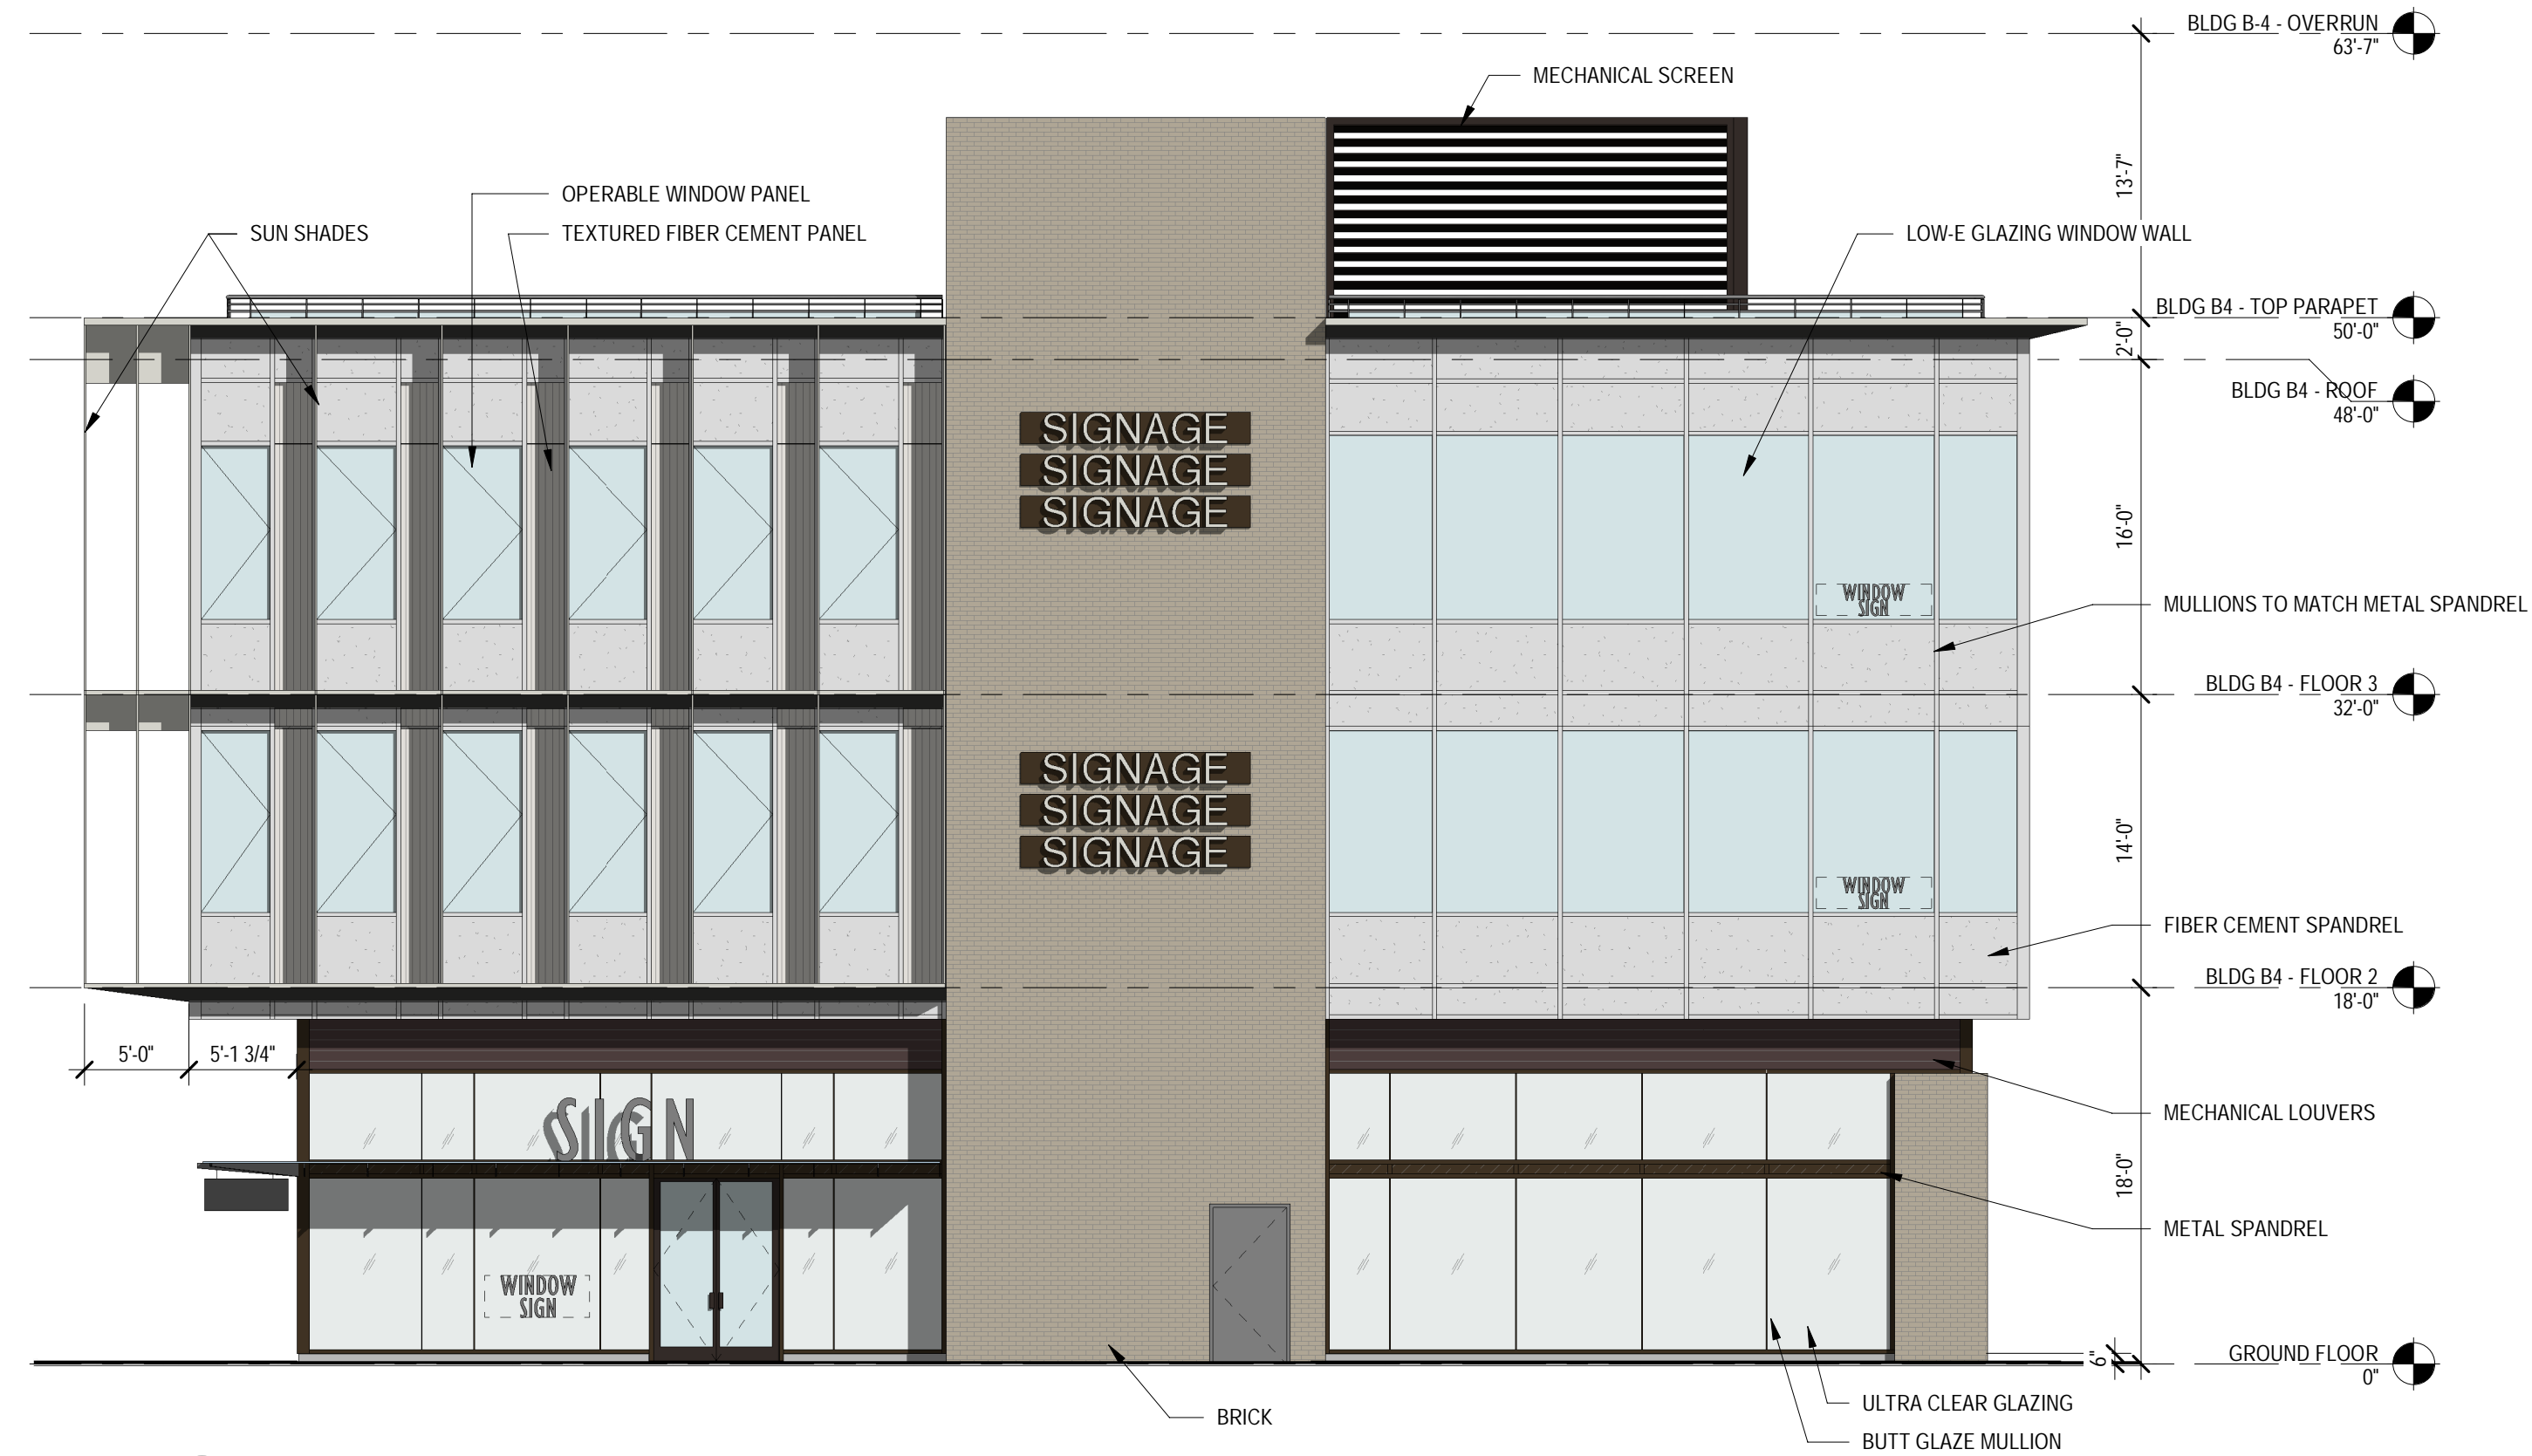 BLDG B-4 - OVERRUN
63'-7"
MECHANICAL SCREEN
13'-7"
OPERABLE WINDOW PANEL
SUN SHADES
TEXTURED FIBER CEMENT PANEL
LOW-E GLAZING WINDOW WALL
BLDG B4 - TOP PARAPET
50'-0"
2'-0"
BLDG B4 - ROOF
48'-0"
SIGNAGE
SIGNAGE
SIGNAGE
16'-0"
WINDOW
SIGN
MULLIONS TO MATCH METAL SPANDREL
BLDG B4 - FLOOR 3
32'-0"
SIGNAGE
SIGNAGE
SIGNAGE
14'-0"
WINDOW
SIGN
FIBER CEMENT SPANDREL
BLDG B4 - FLOOR 2
18'-0"
5'-0"
5'-1 3/4"
MECHANICAL LOUVERS
SIGN
18'-0"
METAL SPANDREL
WINDOW
SIGN
6"
GROUND FLOOR
0"
ULTRA CLEAR GLAZING
BRICK
BUTT GLAZE MULLION